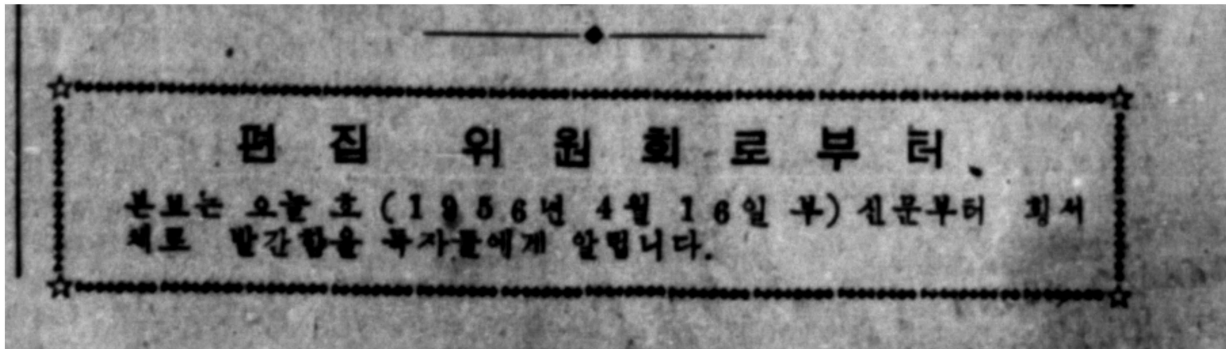 편집 위원회로부터
본보는 오늘 호 (1956년 4월 16일 부) 신문부터 횡서
체로 발간함을 독자들에게 알립니다.